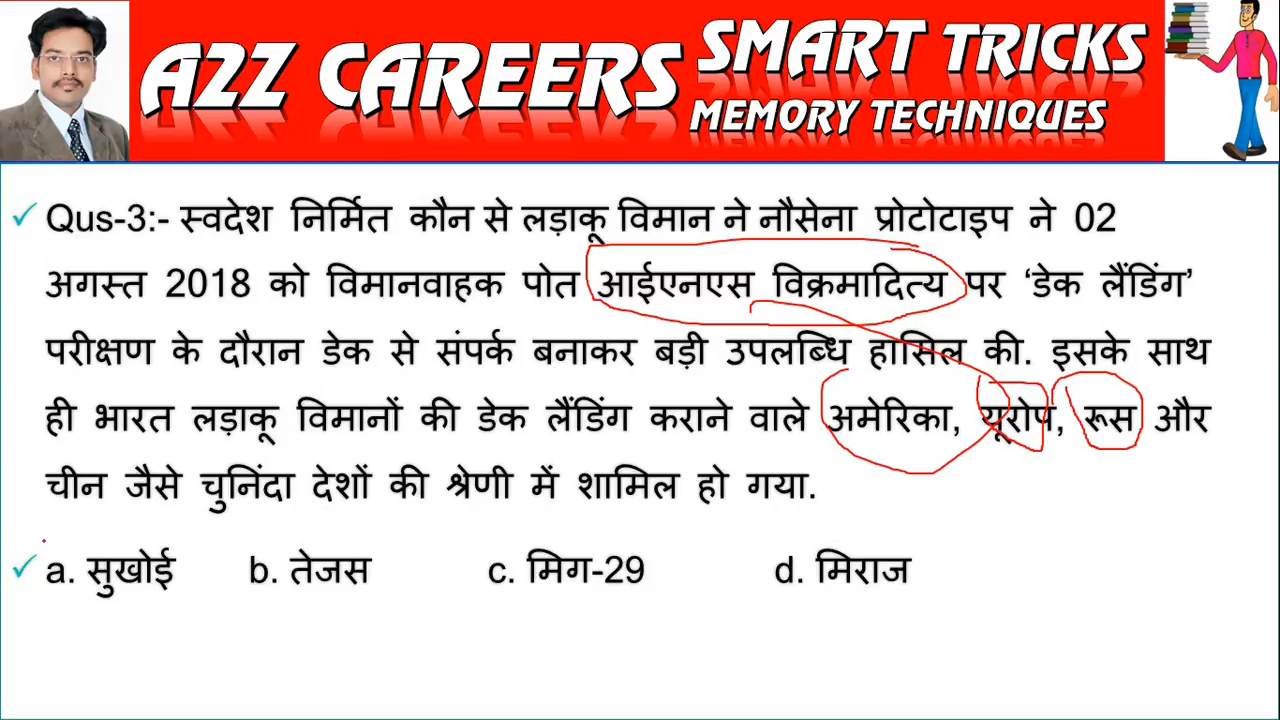 A2Z CAREERS
SMART TRICKS
MEMORY TECHNIQUES
Qus-3:- स्वदेश निर्मित कौन से लड़ाकू विमान ने नौसेना प्रोटोटाइप ने 02
अगस्त 2018 को विमानवाहक पोत आईएनएस विक्रमादित्य पर ‘डेक लैंडिंग’
परीक्षण के दौरान डेक से संपर्क बनाकर बड़ी उपलब्धि हासिल की. इसके साथ
ही भारत लड़ाकू विमानों की डेक लैंडिंग कराने वाले अमेरिका, यूरोप, रूस और
चीन जैसे चुनिंदा देशों की श्रेणी में शामिल हो गया.
a. सुखोई b. तेजस c. मिग-29 d. मिराज